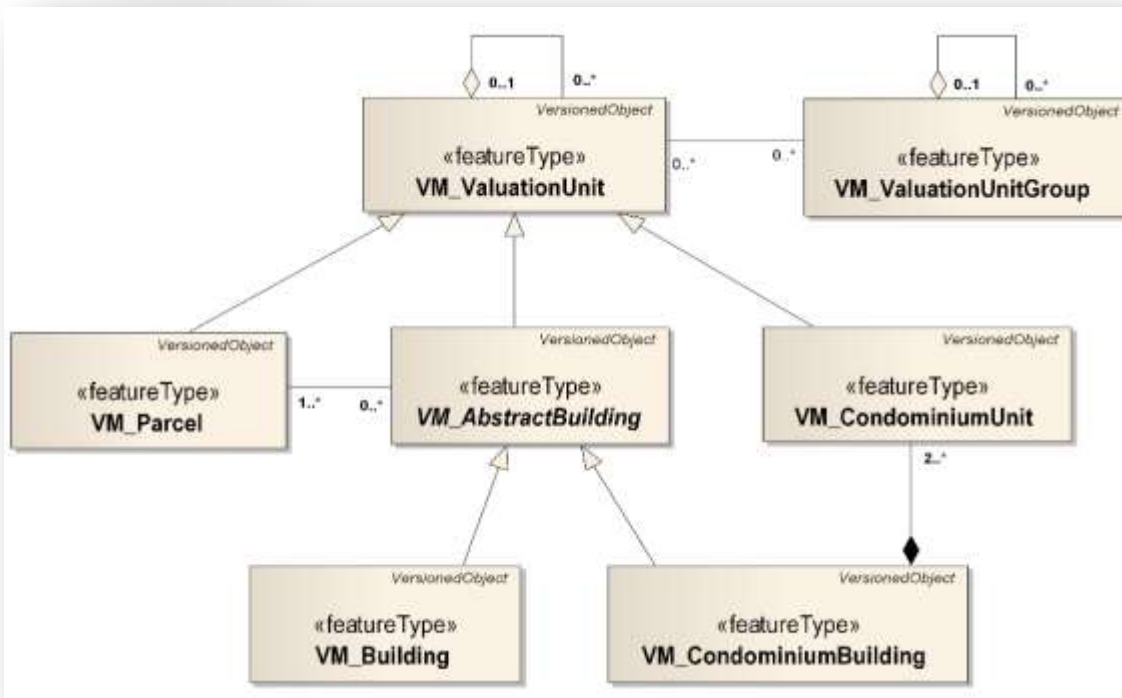 0..1
0..*
0..1
0..*
VersionedObject
«featureType»
VM_ValuationUnit
0..*
0..*
VersionedObject
«featureType»
VM_ValuationUnitGroup
VersionedObject
«featureType»
VM_Parcel
1..*
0..*
VersionedObject
«featureType»
VM_AbstractBuilding
VersionedObject
«featureType»
VM_CondominiumUnit
2..*
VersionedObject
«featureType»
VM_Building
VersionedObject
«featureType»
VM_CondominiumBuilding